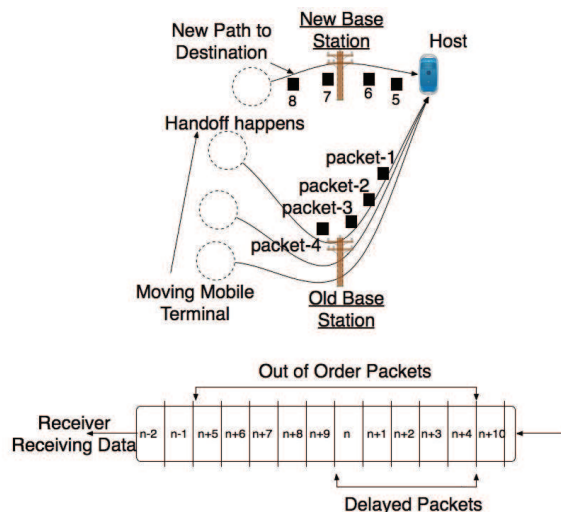 New Path to
Destination
New Base
Station
Host
8
7
6
5
Handoff happens
packet-1
packet-2
packet-3
packet-4
Moving Mobile
Terminal
Old Base
Station
Out of Order Packets
Receiver
Receiving Data
n-2 n-1 n+5 n+6 n+7 n+8 n+9 n n+1 n+2 n+3 n+4 n+10
Delayed Packets